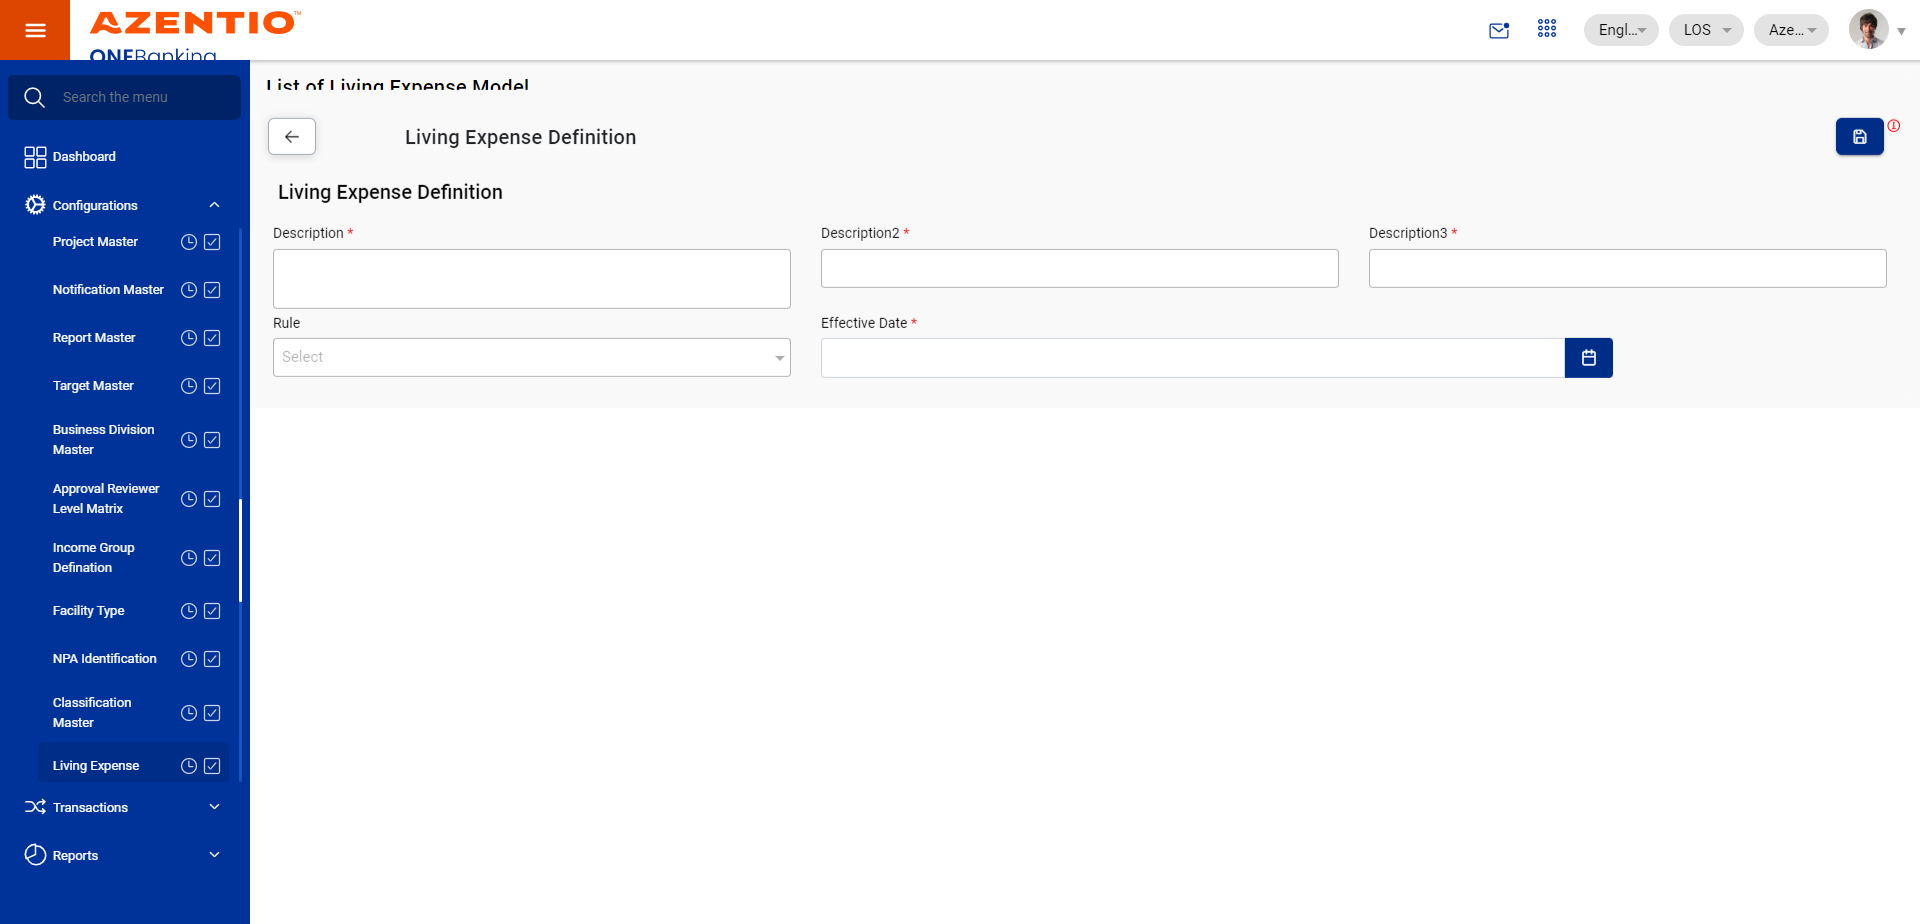 AZENTIO™
ONEBanking
Engl...
LOS
Aze...
Search the menu
Dashboard
Configurations
Project Master
Notification Master
Report Master
Target Master
Business Division
Master
Approval Reviewer
Level Matrix
Income Group
Defination
Facility Type
NPA Identification
Classification
Master
Living Expense
Transactions
Reports
List of Living Expense Model
Living Expense Definition
Living Expense Definition
Description *
Description2 *
Description3 *
Rule
Effective Date *
Select